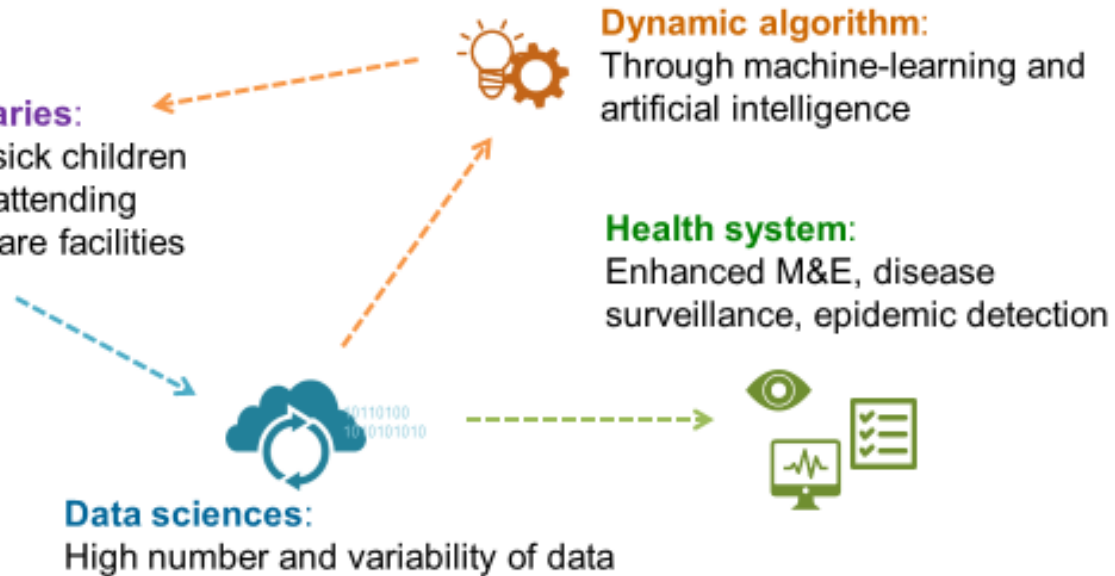 Dynamic algorithm:
Through machine-learning and
artificial intelligence
aries:
sick children
attending
are facilities
Health system:
Enhanced M&E, disease
surveillance, epidemic detection
10110100
1010101010
Data sciences:
High number and variability of data